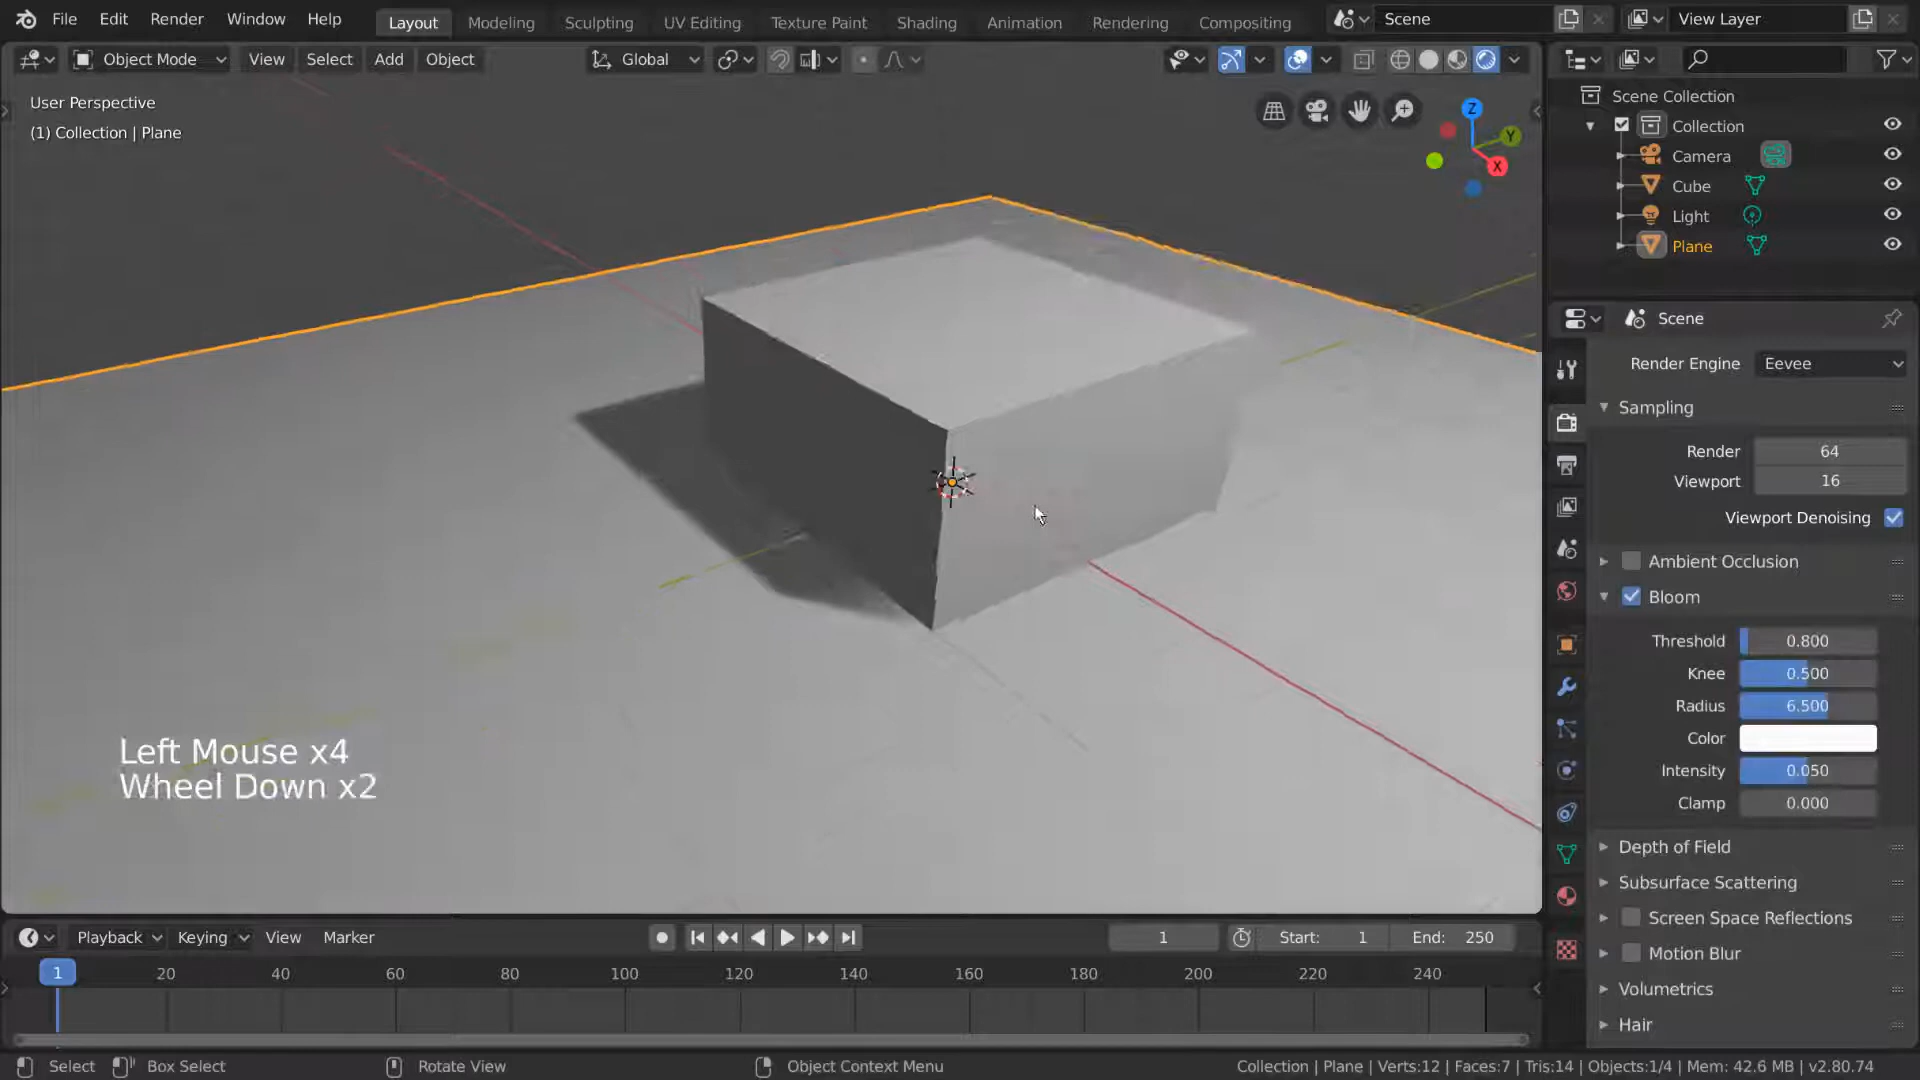 File Edit Render Window Help
Layout Modeling Sculpting UV Editing Texture Paint Shading Animation Rendering Compositing
Scene
View Layer
Object Mode View Select Add Object
Global
User Perspective
(1) Collection | Plane
Z
Y
X
Left Mouse x4
Wheel Down x2
Scene Collection
Collection
Camera
Cube
Light
Plane
Scene
Render Engine Eevee
Sampling
Render 64
Viewport 16
Viewport Denoising
Ambient Occlusion
Bloom
Threshold 0.800
Knee 0.500
Radius 6.500
Color
Intensity 0.050
Clamp 0.000
Depth of Field
Subsurface Scattering
Screen Space Reflections
Motion Blur
Volumetrics
Hair
Playback Keying View Marker
1 Start: 1 End: 250
1 20 40 60 80 100 120 140 160 180 200 220 240
Select Box Select Rotate View Object Context Menu
Collection | Plane | Verts:12 | Faces:7 | Tris:14 | Objects:1/4 | Mem: 42.6 MB | v2.80.74